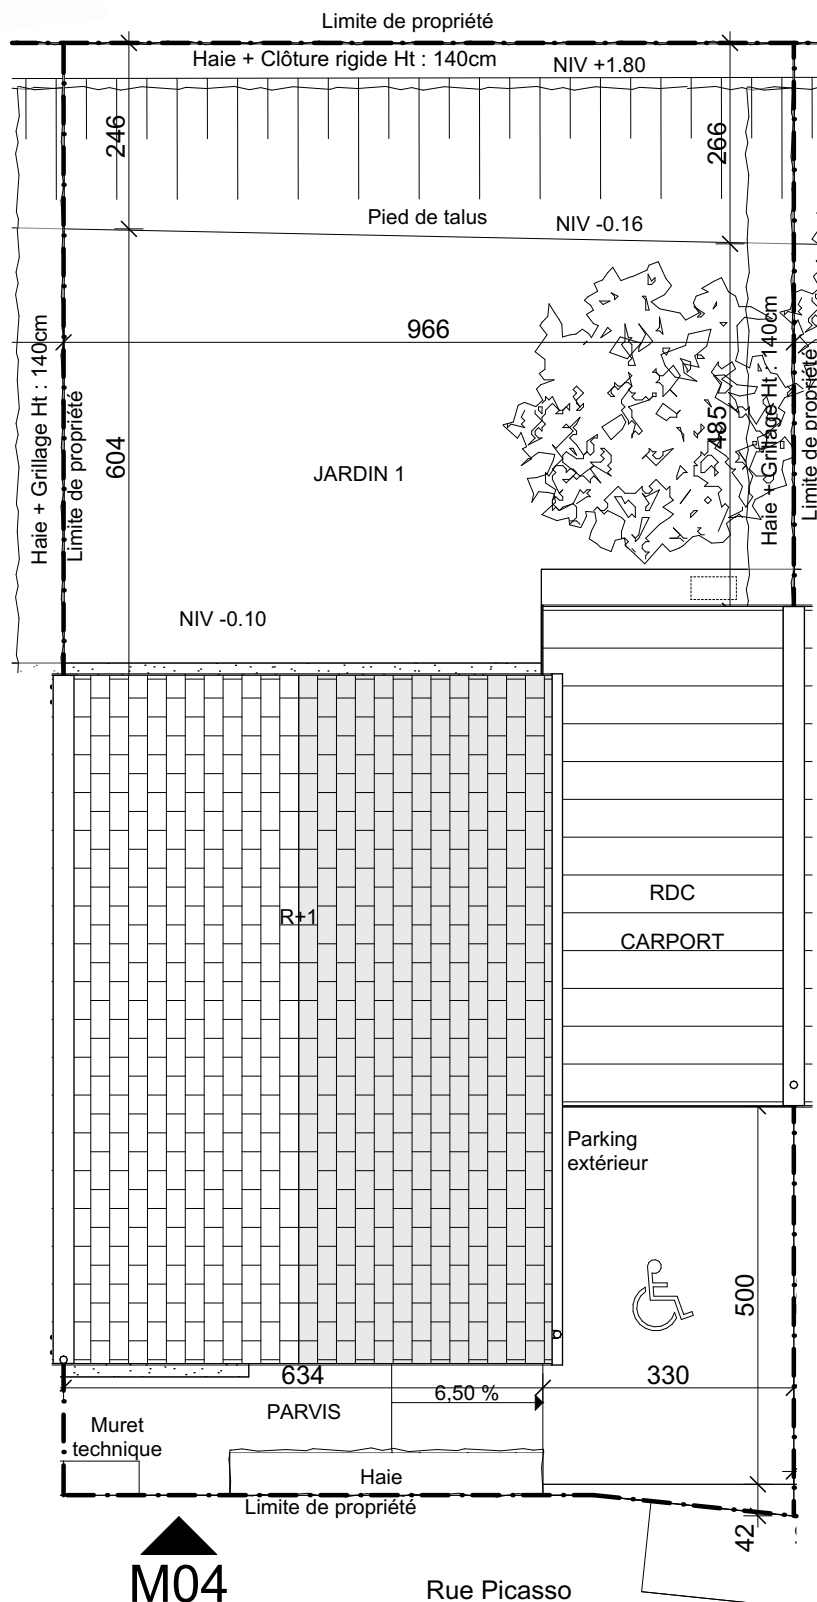 Limite de propriété
Haie + Clôture rigide Ht : 140cm
NIV +1.80
246
266
Pied de talus
NIV -0.16
966
Haie + Grillage Ht : 140cm
Limite de propriété
604
JARDIN 1
485
Haie + Grillage Ht : 140cm
Limite de propriété
NIV -0.10
R+1
RDC
CARPORT
Parking
extérieur
500
634
330
6,50 %
PARVIS
Muret
technique
Haie
Limite de propriété
42
M04
Rue Picasso